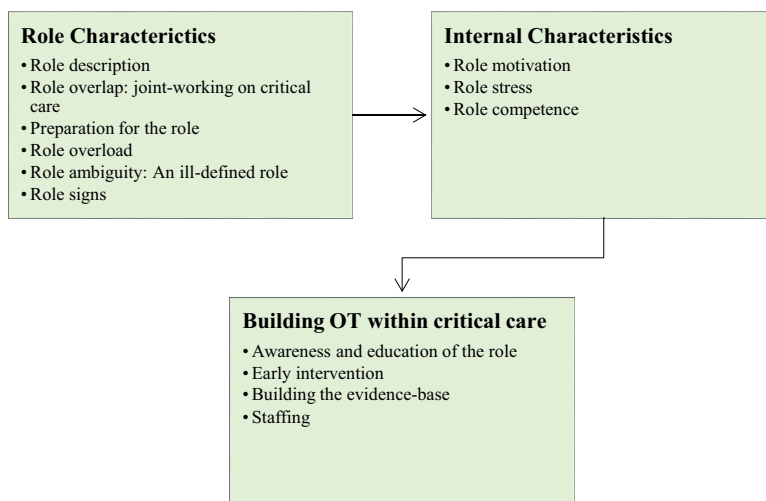 Role Characterictics
• Role description
• Role overlap: joint-working on critical
care
• Preparation for the role
• Role overload
• Role ambiguity: An ill-defined role
• Role signs
Internal Characteristics
• Role motivation
• Role stress
• Role competence
Building OT within critical care
• Awareness and education of the role
• Early intervention
• Building the evidence-base
• Staffing